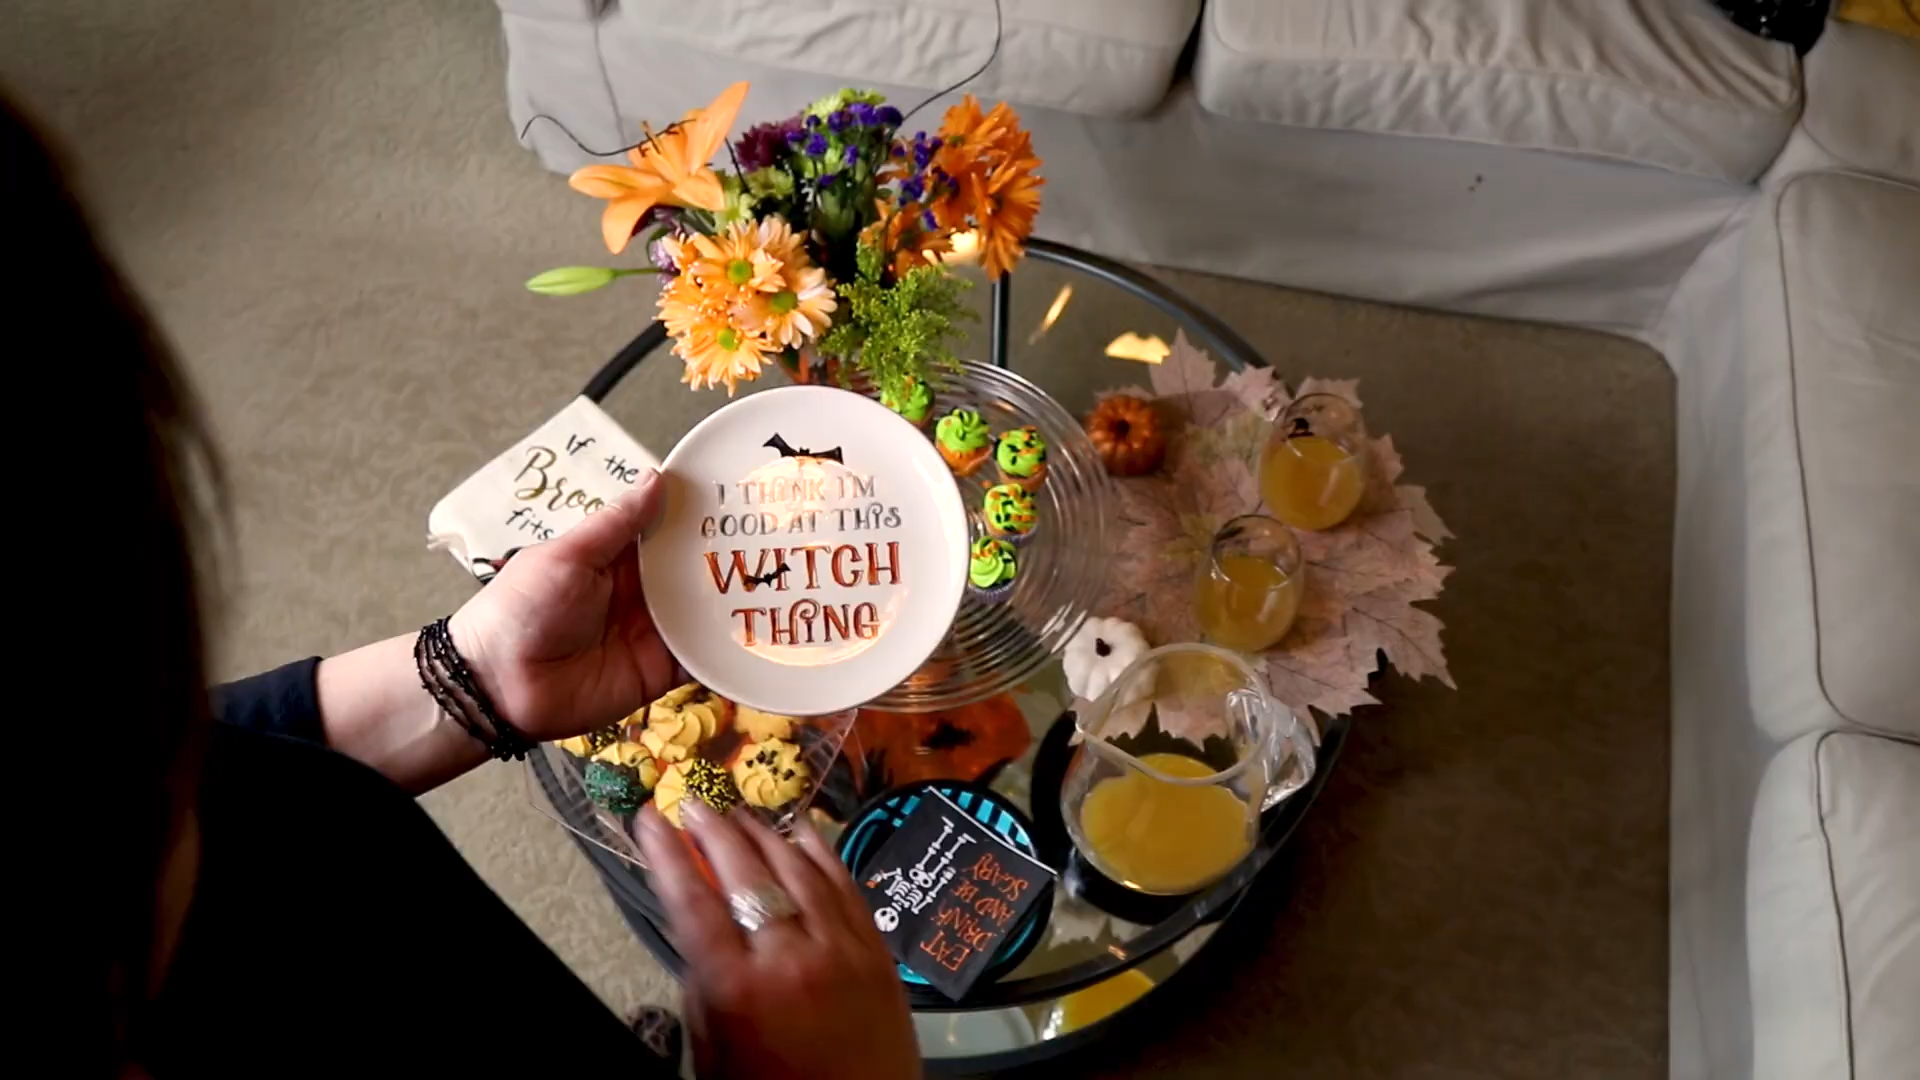 If the
Broo
fits
I THINK I'M
GOOD AT THIS
WITCH
THING
EAT
DRINK
AND BE
SCARY